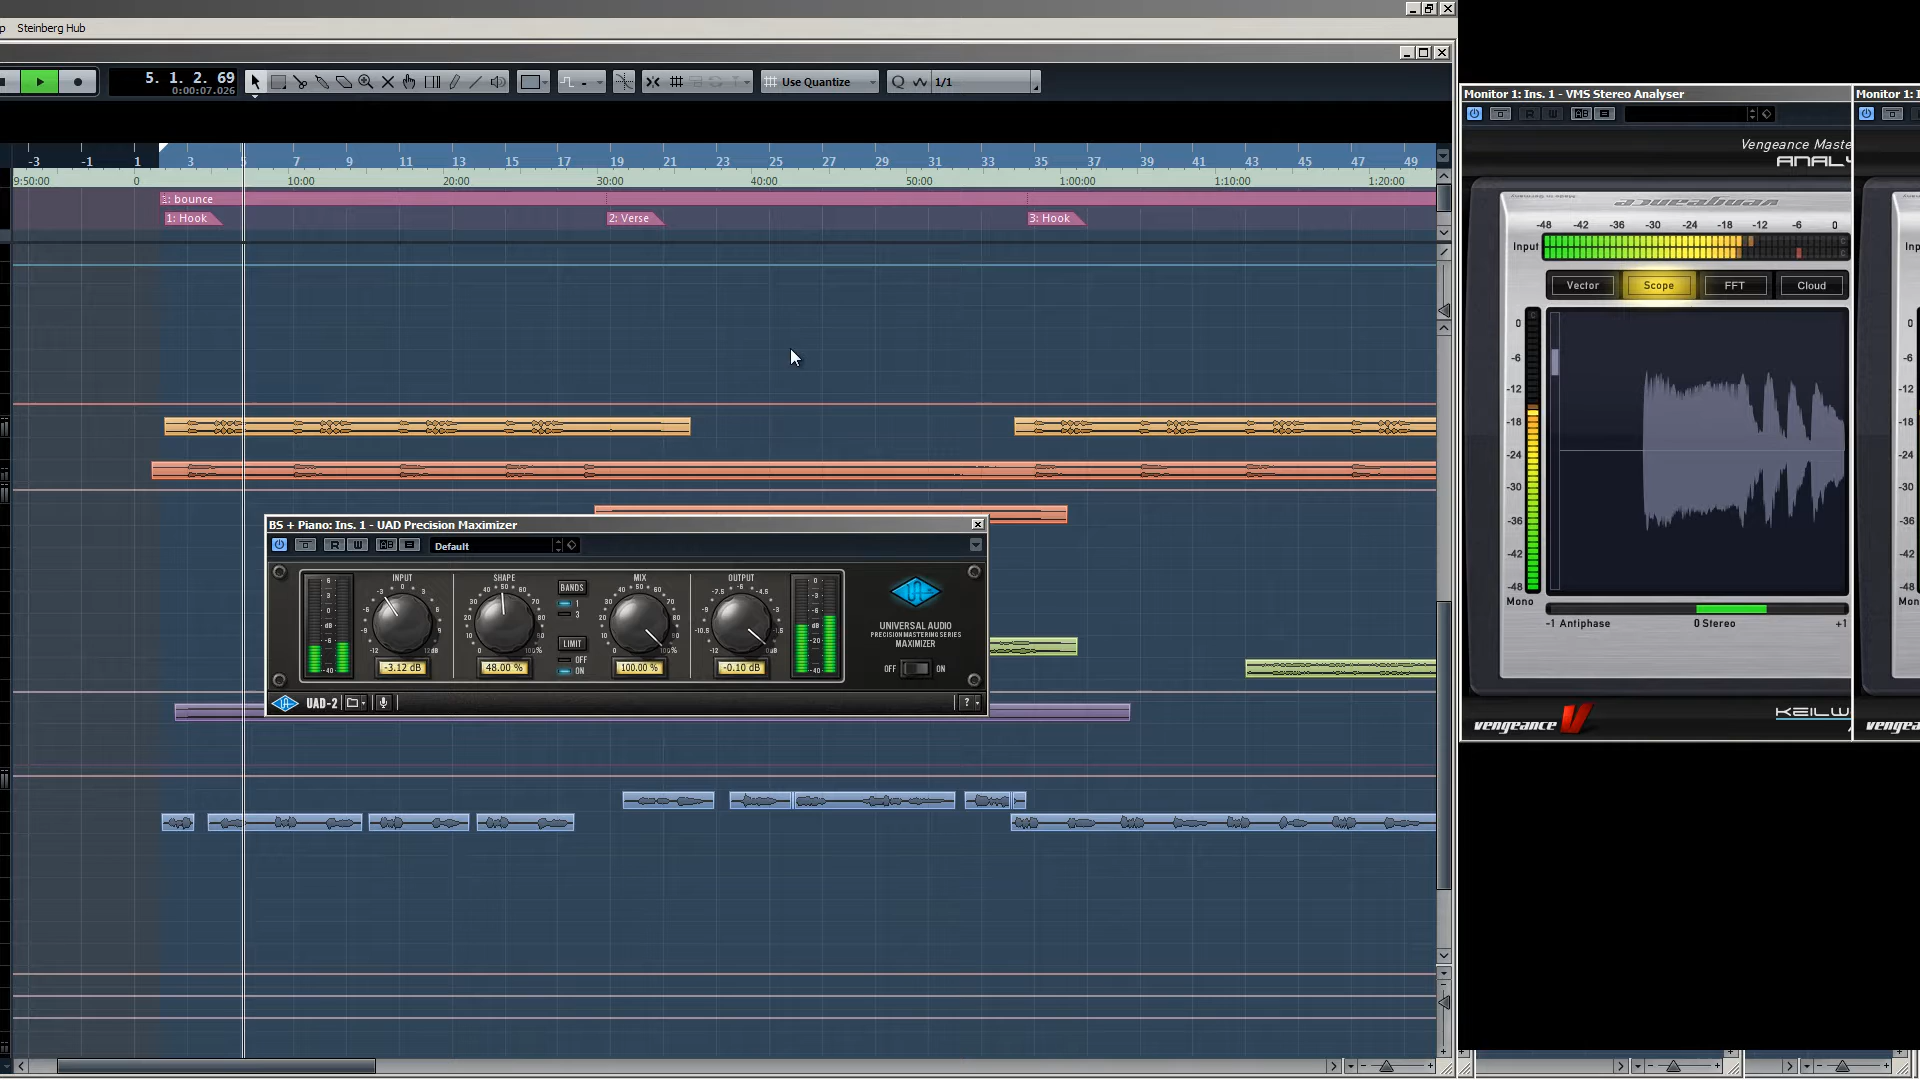 Steinberg Hub
5. 1. 2. 69
0:00:07.026
Use Quantize
Q
1/1
-3 -1 1 3 5 7 9 11 13 15 17 19 21 23 25 27 29 31 33 35 37 39 41 43 45 47 49
9:50:00 0 10:00 20:00 30:00 40:00 50:00 1:00:00 1:10:00 1:20:00
bounce
1: Hook 2: Verse 3: Hook
BS + Piano: Ins. 1 - UAD Precision Maximizer
R W Default
INPUT SHAPE BANDS MIX OUTPUT
1
3
LIMIT
OFF
ON
-3.12 dB 48.00 % 100.00 % -0.10 dB
UNIVERSAL AUDIO
PRECISION MASTERING SERIES
MAXIMIZER
OFF ON
UAD-2 ?
Monitor 1: Ins. 1 - VMS Stereo Analyser
Monitor 1: I
R W
Vengeance Maste
ANALY
vengeance
-48 -42 -36 -30 -24 -18 -12 -6 0
Input
Inp
Vector Scope FFT Cloud
0
-6
-12
-18
-24
-30
-36
-42
-48
Mono
-1 Antiphase 0 Stereo +1
vengeance
KEILW
vengea